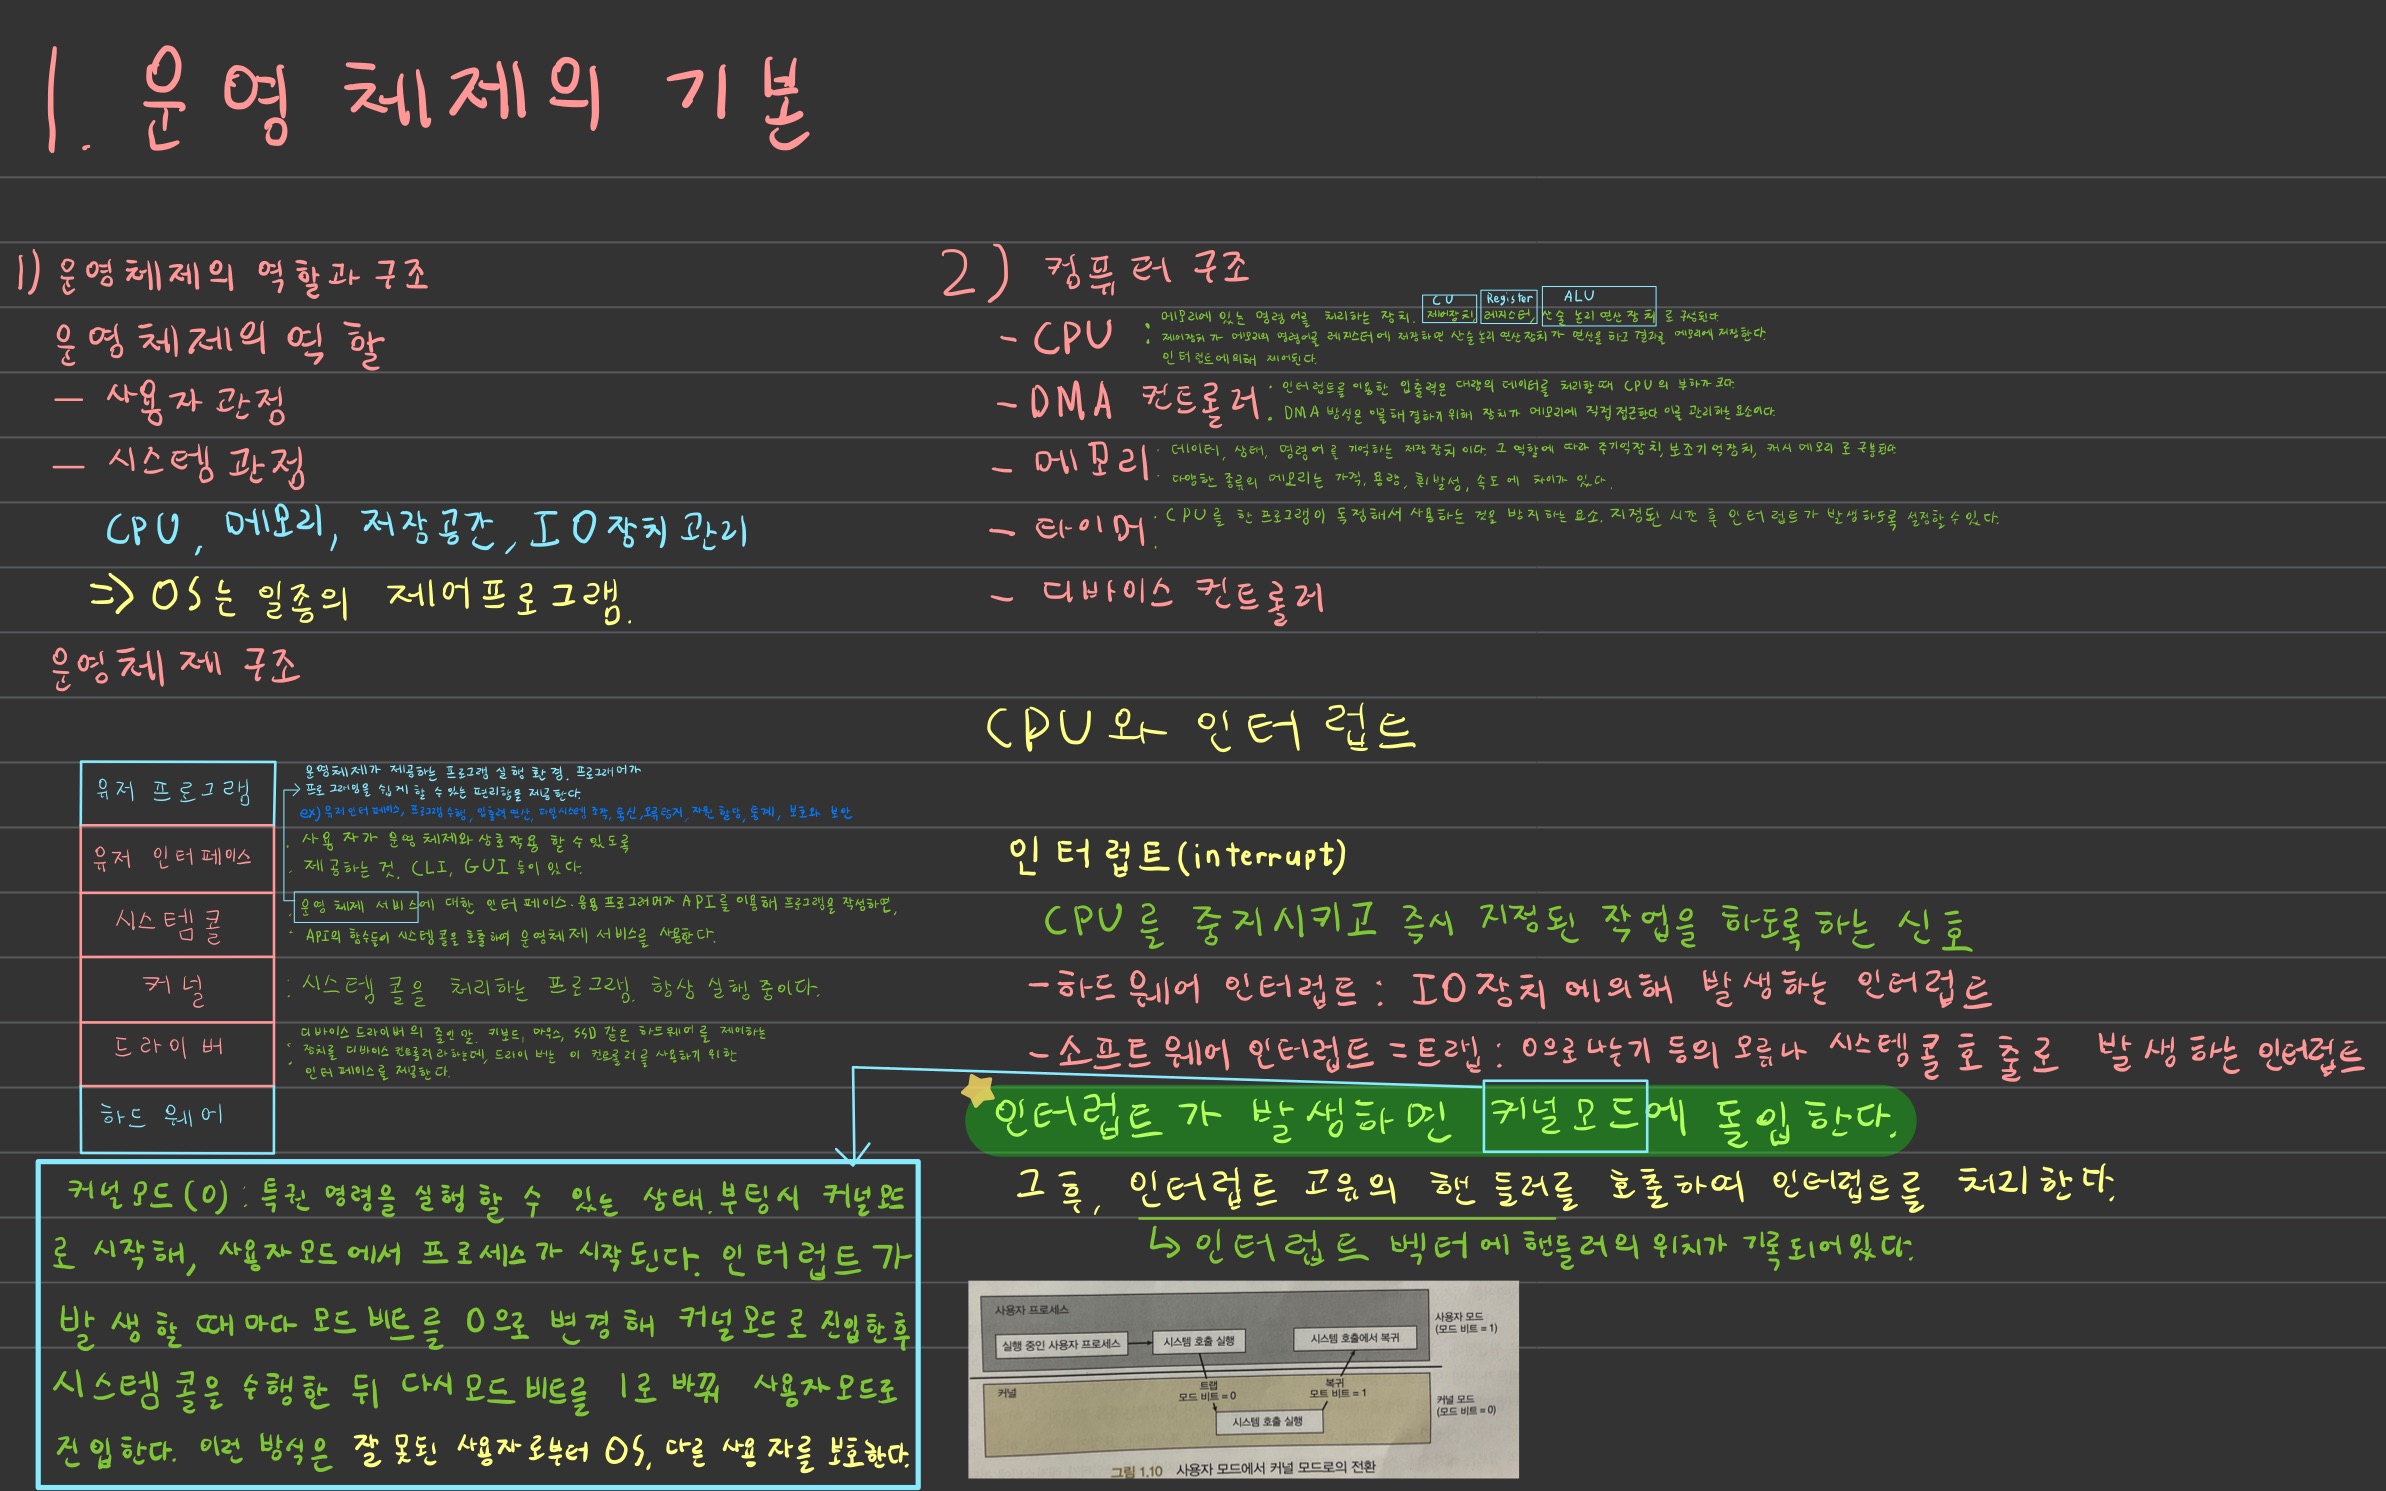 1. 운영체제의 기본
1) 운영체제의 역할과 구조
운영체제의 역할
- 사용자 관점
- 시스템 관점
CPU, 메모리, 저장공간, IO장치 관리
=> OS는 일종의 제어프로그램.
운영체제 구조
유저 프로그램
운영체제가 제공하는 프로그램 실행 환경. 프로그래머가
프로그래밍을 쉽게 할 수 있는 편리함을 제공한다.
ex) 유저인터페이스, 프로그램 수행, 입출력 연산, 파일시스템 조작, 통신, 오류탐지, 자원 할당, 통계, 보호와 보안
유저 인터페이스
: 사용자가 운영체제와 상호작용 할 수 있도록
제공하는 것. CLI, GUI 등이 있다.
시스템 콜
: 운영체제 서비스에 대한 인터페이스. 응용 프로그래머가 API를 이용해 프로그램을 작성하면,
API의 함수들이 시스템 콜을 호출하여 운영체제 서비스를 사용한다.
커널
: 시스템 콜을 처리하는 프로그램. 항상 실행 중이다.
드라이버
: 디바이스 드라이버의 줄인말. 키보드, 마우스, SSD 같은 하드웨어를 제어하는
장치를 디바이스 컨트롤러라하는데, 드라이버는 이 컨트롤러를 사용하기 위한
인터페이스를 제공한다.
하드웨어
커널모드(0) : 특권 명령을 실행 할 수 있는 상태. 부팅시 커널모드
로 시작해, 사용자모드에서 프로세스가 시작된다. 인터럽트가
발생할 때마다 모드 비트를 0으로 변경해 커널모드로 진입한후
시스템 콜을 수행한 뒤 다시 모드 비트를 1로 바꿔 사용자모드로
진입한다. 이런 방식은 잘못된 사용자로부터 OS, 다른 사용자를 보호한다.
2) 컴퓨터 구조
CU Register ALU
- CPU : 메모리에 있는 명령어를 처리하는 장치. 제어장치, 레지스터, 산술 논리 연산 장치로 구성된다
제어장치가 메모리의 명령어를 레지스터에 저장하면 산술논리 연산장치가 연산을 하고 결과를 메모리에 저장한다.
인터럽트에 의해 제어된다.
- DMA 컨트롤러 : 인터럽트를 이용한 입출력은 대량의 데이터를 처리할 때 CPU의 부하가 크다.
DMA 방식은 이를 해결하기 위해 장치가 메모리에 직접 접근한다 이를 관리하는 요소이다.
- 메모리 : 데이터, 상태, 명령어를 기억하는 저장장치이다. 그 역할에 따라 주기억장치, 보조기억장치, 캐시 메모리로 구분된다.
다양한 종류의 메모리는 가격, 용량, 휘발성, 속도에 차이가 있다.
- 타이머 : CPU를 한 프로그램이 독점해서 사용하는 것을 방지하는 요소. 지정된 시간 후 인터럽트가 발생하도록 설정할 수 있다.
- 디바이스 컨트롤러
CPU와 인터럽트
인터럽트(interrupt)
CPU를 중지시키고 즉시 지정된 작업을 하도록하는 신호
-하드웨어 인터럽트 : IO장치에의해 발생하는 인터럽트
-소프트웨어 인터럽트 = 트랩 : 0으로 나누기 등의 오류나 시스템콜 호출로 발생하는 인터럽트
인터럽트가 발생하면 커널모드에 돌입한다.
그 후, 인터럽트 고유의 핸들러를 호출하여 인터럽트를 처리한다.
↳ 인터럽트 벡터에 핸들러의 위치가 기록되어있다.
사용자 프로세스
실행 중인 사용자 프로세스
시스템 호출 실행
시스템 호출에서 복귀
사용자 모드
(모드 비트 = 1)
커널
트랩
모드 비트 = 0
복귀
모드 비트 = 1
시스템 호출 실행
커널 모드
(모드 비트 = 0)
그림 1.10 사용자 모드에서 커널 모드로의 전환